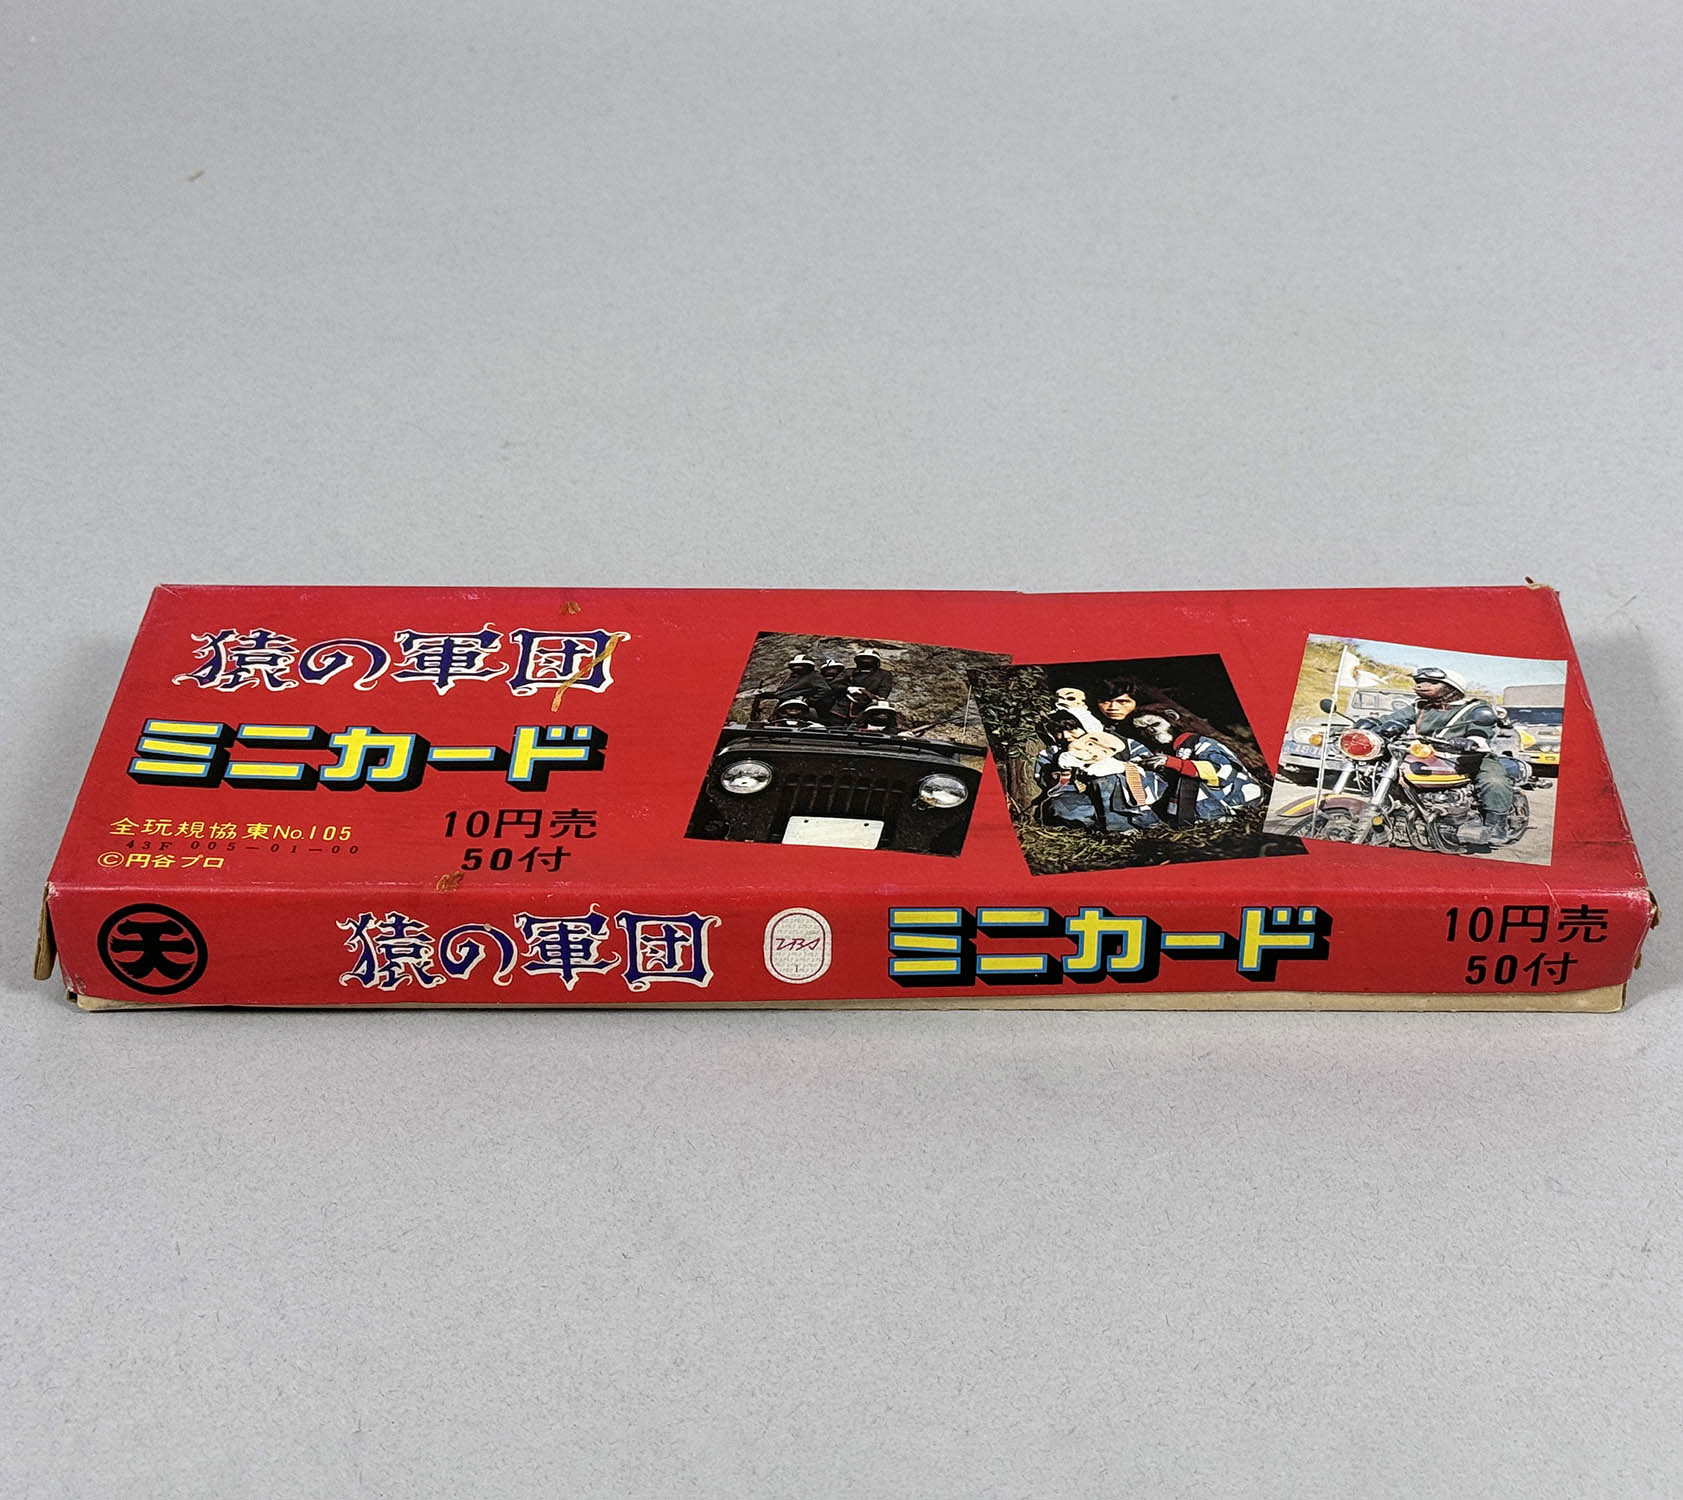 猿の軍団
ミニカード
全玩規協東No.105
43F 005-01-00
©円谷プロ
10円売
50付
天
猿の軍団
TBS
1
ミニカード
10円売
50付